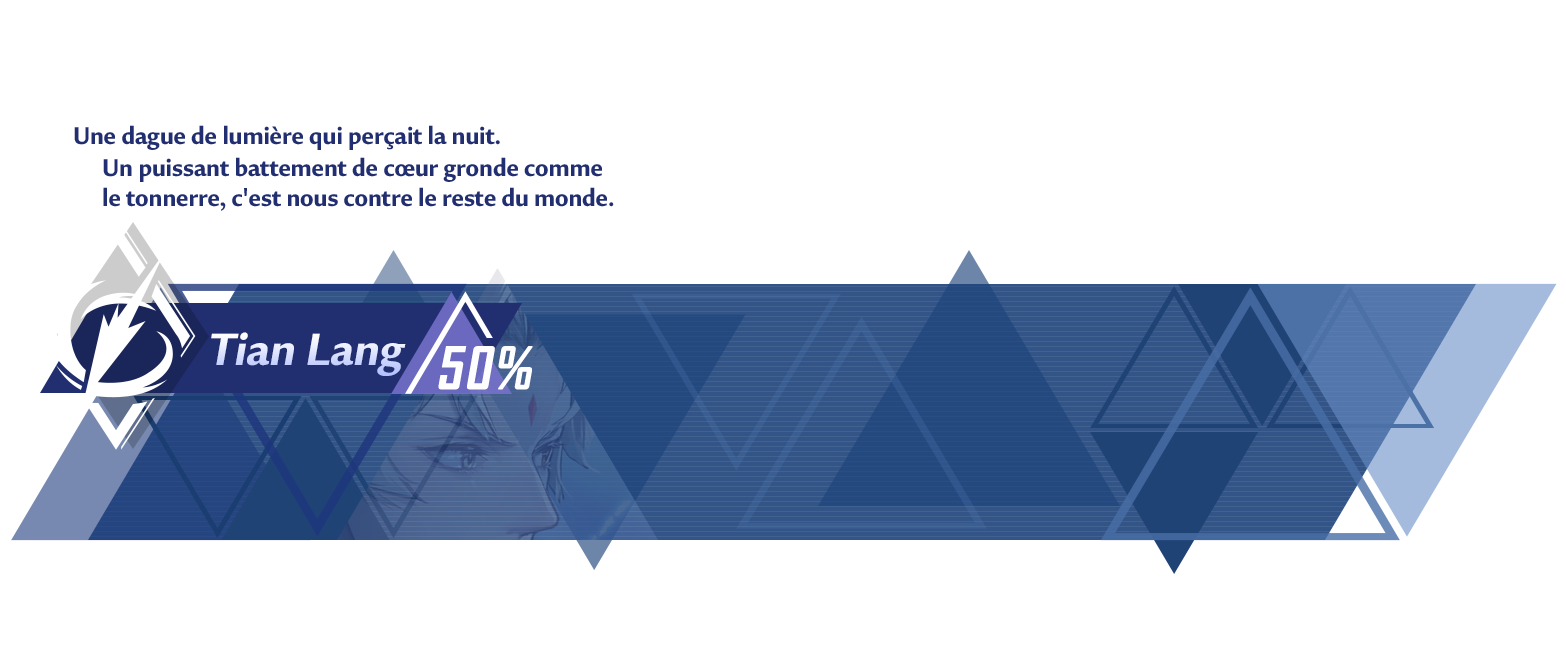 Une dague de lumière qui perçait la nuit.
Un puissant battement de cœur gronde comme
le tonnerre, c'est nous contre le reste du monde.
Tian Lang
50%